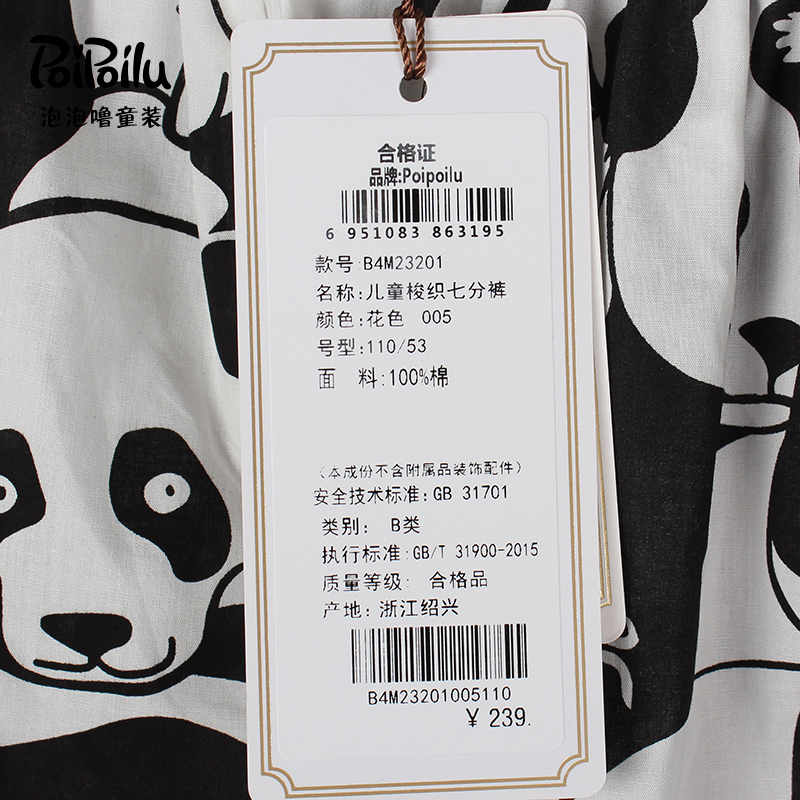 PoiPoilu
泡泡噜童装
合格证
品牌:Poipoilu
6 951083 863195
款号:B4M23201
名称:儿童梭织七分裤
颜色:花色 005
号型:110/53
面 料:100%棉
(本成份不含附属品装饰配件)
安全技术标准:GB 31701
类别: B类
执行标准:GB/T 31900-2015
质量等级: 合格品
产地:浙江绍兴
B4M23201005110
¥ 239.